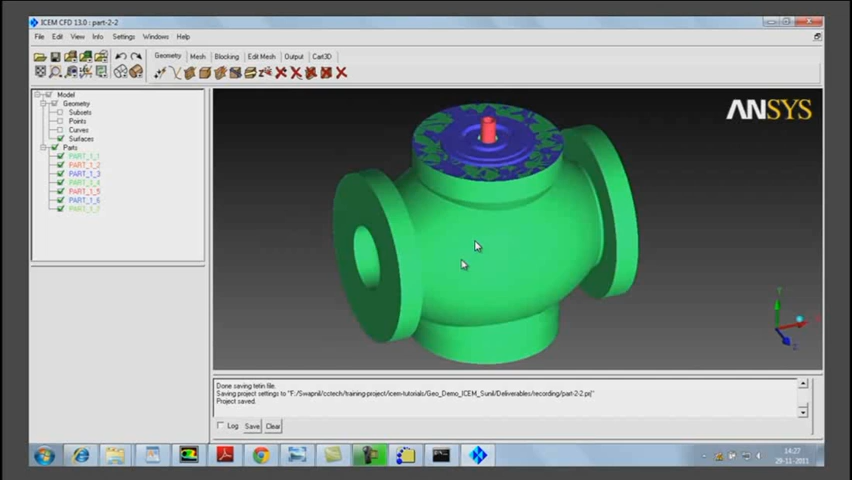 ICEM CFD 13.0 : part-2-2
File Edit View Info Settings Windows Help
Geometry Mesh Blocking Edit Mesh Output Cart3D
Model
Geometry
Subsets
Points
Curves
Surfaces
Parts
PART_1_1
PART_1_2
PART_1_3
PART_1_4
PART_1_5
PART_1_6
ANSYS
Done saving tetin file.
Saving project settings to "F:/Swapnil/cctech/training-project/icem-tutorials/Geo_Demo_ICEM_Sunil/Deliverables/recording/part-2-2.prj"
Project saved.
Log Save Clear
14:27
29-11-2011